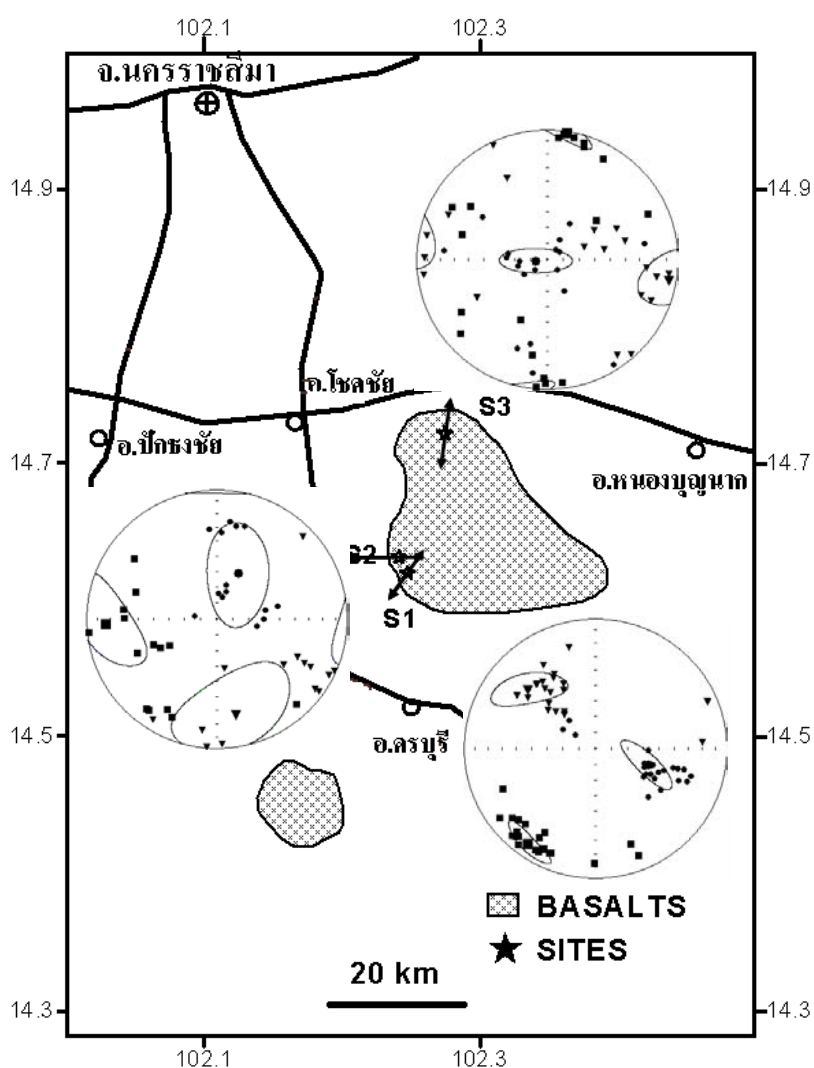 102.1 102.3
จ.นครราชสีมา
14.9 14.9
อ.โชคชัย
S3
อ.ปักธงชัย
14.7 14.7
อ.หนองบุญนาก
S2
S1
14.5 14.5
อ.ครบุรี
BASALTS
SITES
20 km
14.3 14.3
102.1 102.3